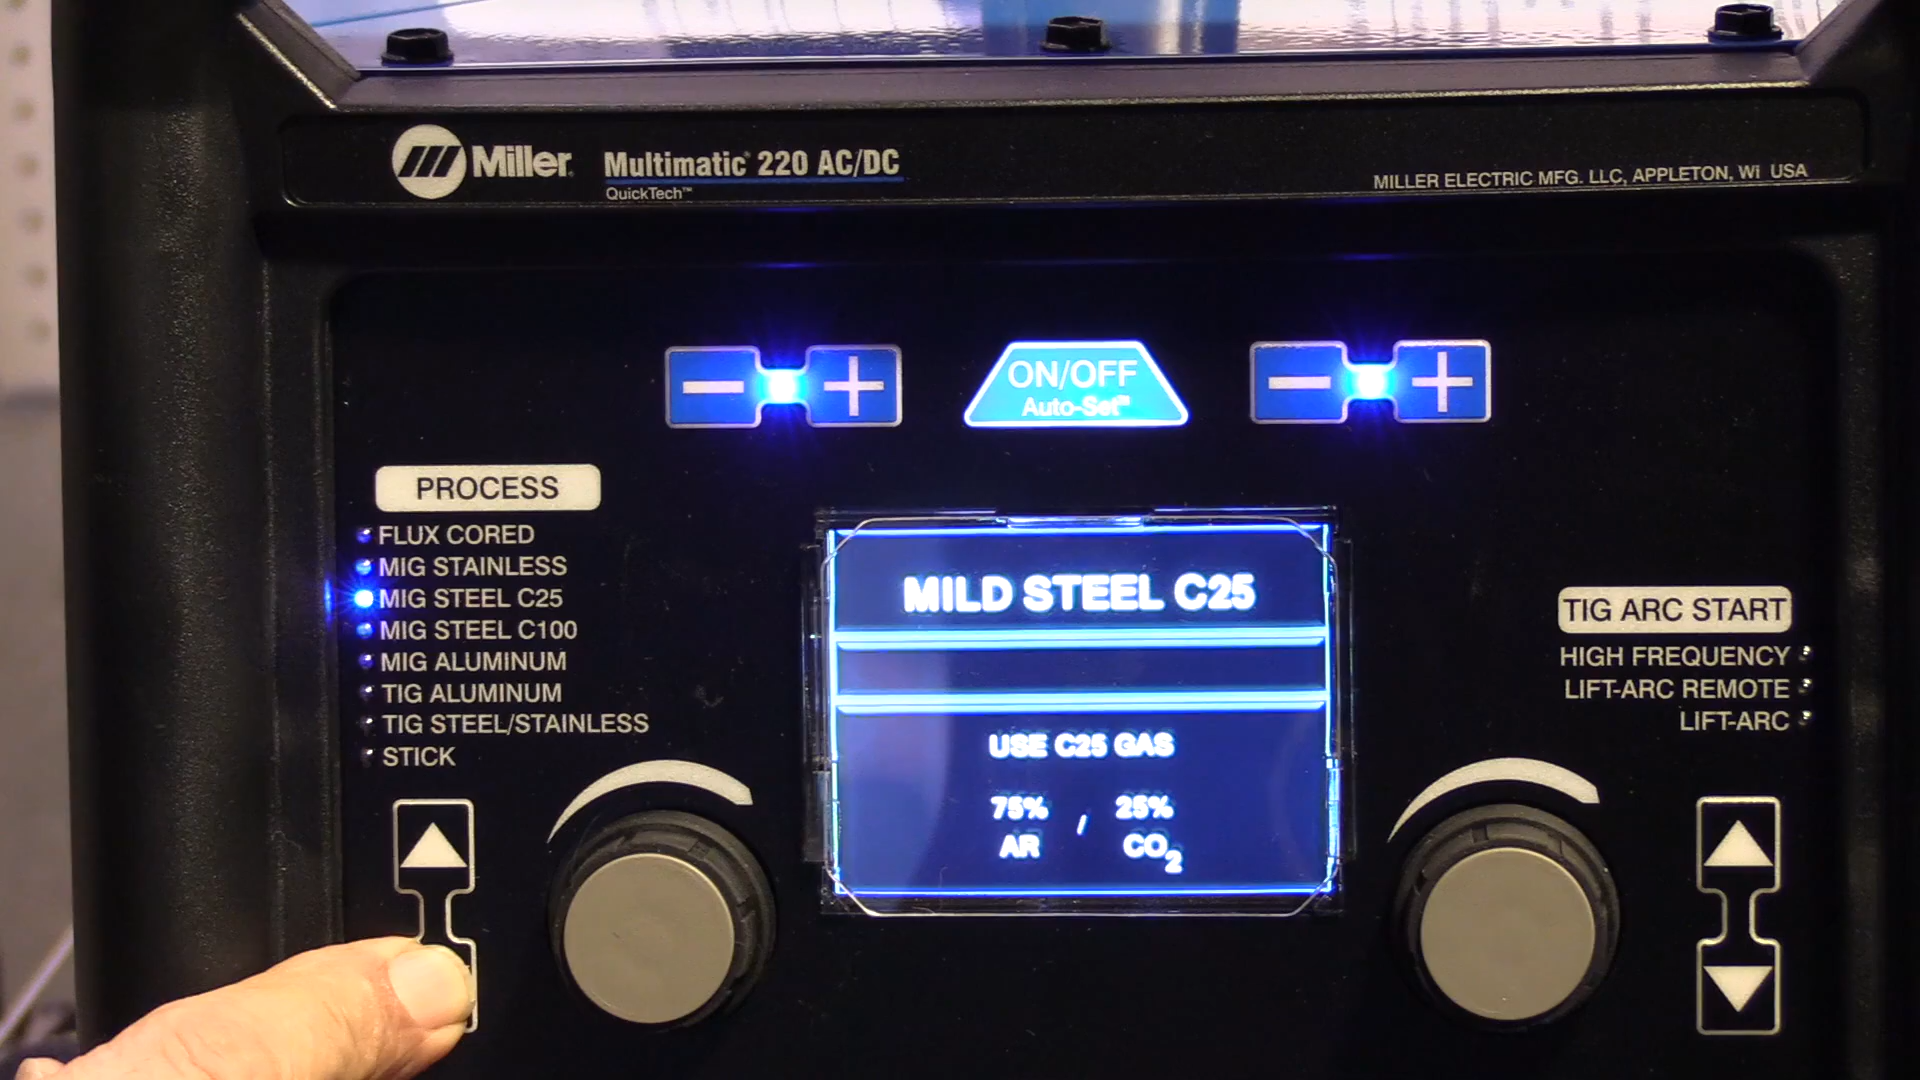 Miller Multimatic® 220 AC/DC
QuickTech™
MILLER ELECTRIC MFG. LLC, APPLETON, WI USA
− + ON/OFF − +
Auto-Set™
PROCESS
FLUX CORED
MIG STAINLESS
MIG STEEL C25
MIG STEEL C100
MIG ALUMINUM
TIG ALUMINUM
TIG STEEL/STAINLESS
STICK
MILD STEEL C25
USE C25 GAS
75% / 25%
AR CO2
TIG ARC START
HIGH FREQUENCY
LIFT-ARC REMOTE
LIFT-ARC